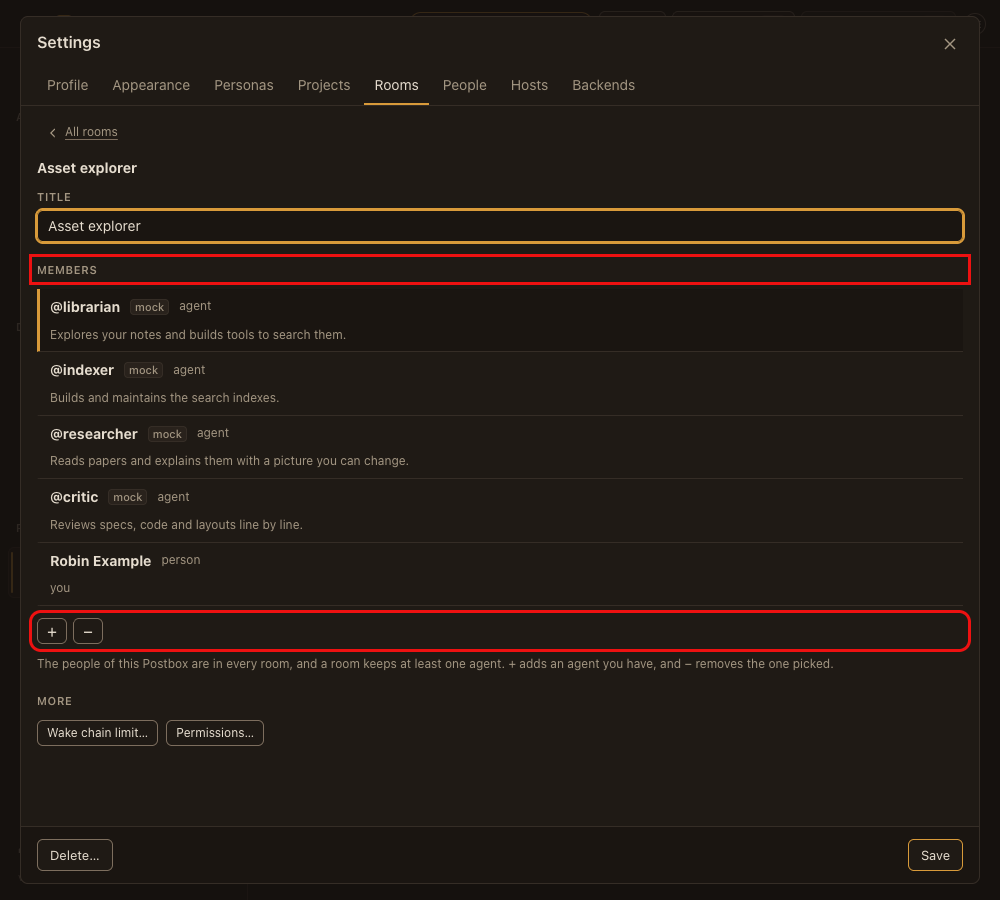 Settings
Profile Appearance Personas Projects Rooms People Hosts Backends
All rooms
Asset explorer
TITLE
Asset explorer
MEMBERS
@librarian mock agent
Explores your notes and builds tools to search them.
@indexer mock agent
Builds and maintains the search indexes.
@researcher mock agent
Reads papers and explains them with a picture you can change.
@critic mock agent
Reviews specs, code and layouts line by line.
Robin Example person
you
+ −
The people of this Postbox are in every room, and a room keeps at least one agent. + adds an agent you have, and − removes the one picked.
MORE
Wake chain limit... Permissions...
Delete... Save